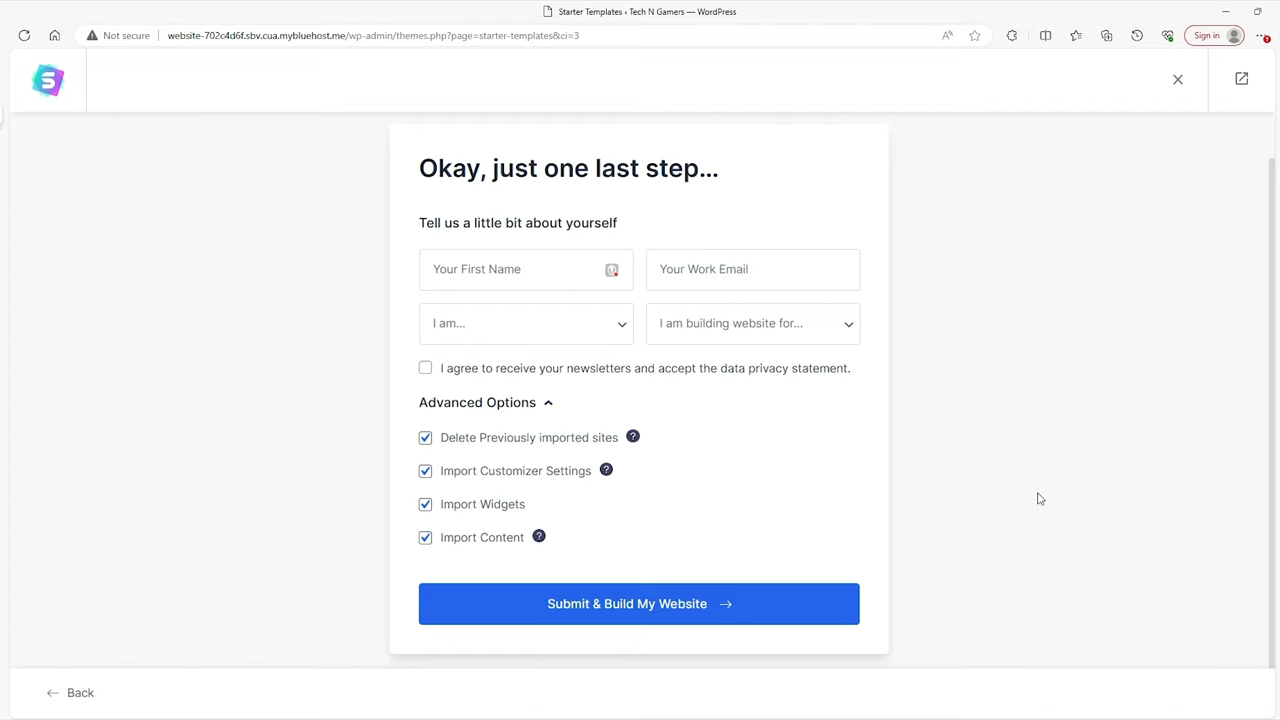 Starter Templates ‹ Tech N Gamers — WordPress
Not secure website-702c4d6f.sbv.cua.mybluehost.me/wp-admin/themes.php?page=starter-templates&ci=3 Sign in
Okay, just one last step...
Tell us a little bit about yourself
Your First Name Your Work Email
I am... I am building website for...
I agree to receive your newsletters and accept the data privacy statement.
Advanced Options
Delete Previously imported sites ?
Import Customizer Settings ?
Import Widgets
Import Content ?
Submit & Build My Website →
← Back